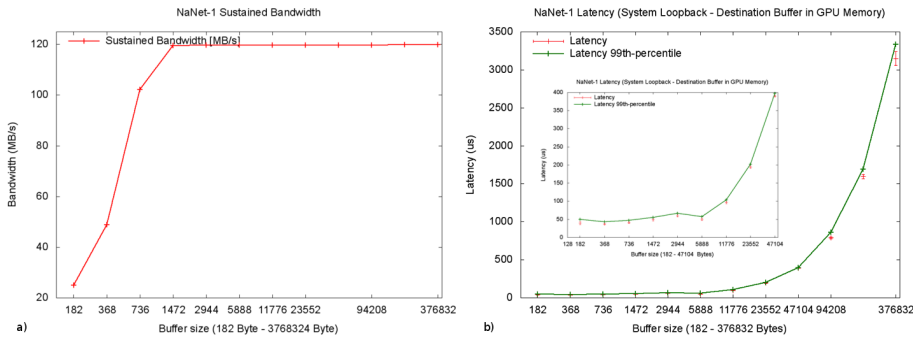 NaNet-1 Sustained Bandwidth
Sustained Bandwidth [MB/s]
Bandwidth (MB/s)
120
100
80
60
40
20
182 368 736 1472 2944 5888 11776 23552 94208 376832
Buffer size (182 Byte - 3768324 Byte)
a)
NaNet-1 Latency (System Loopback - Destination Buffer in GPU Memory)
Latency
Latency 99th-percentile
Latency (us)
3500
3000
2500
2000
1500
1000
500
0
NaNet-1 Latency (System Loopback - Destination Buffer in GPU Memory)
Latency
Latency 99th-percentile
Latency (us)
400
350
300
250
200
150
100
50
0
128 182 368 736 1472 2944 5888 11776 23552 47104
Buffer size (182 - 47104 Bytes)
182 368 736 1472 2944 5888 11776 23552 47104 94208 376832
Buffer size (182 - 376832 Bytes)
b)